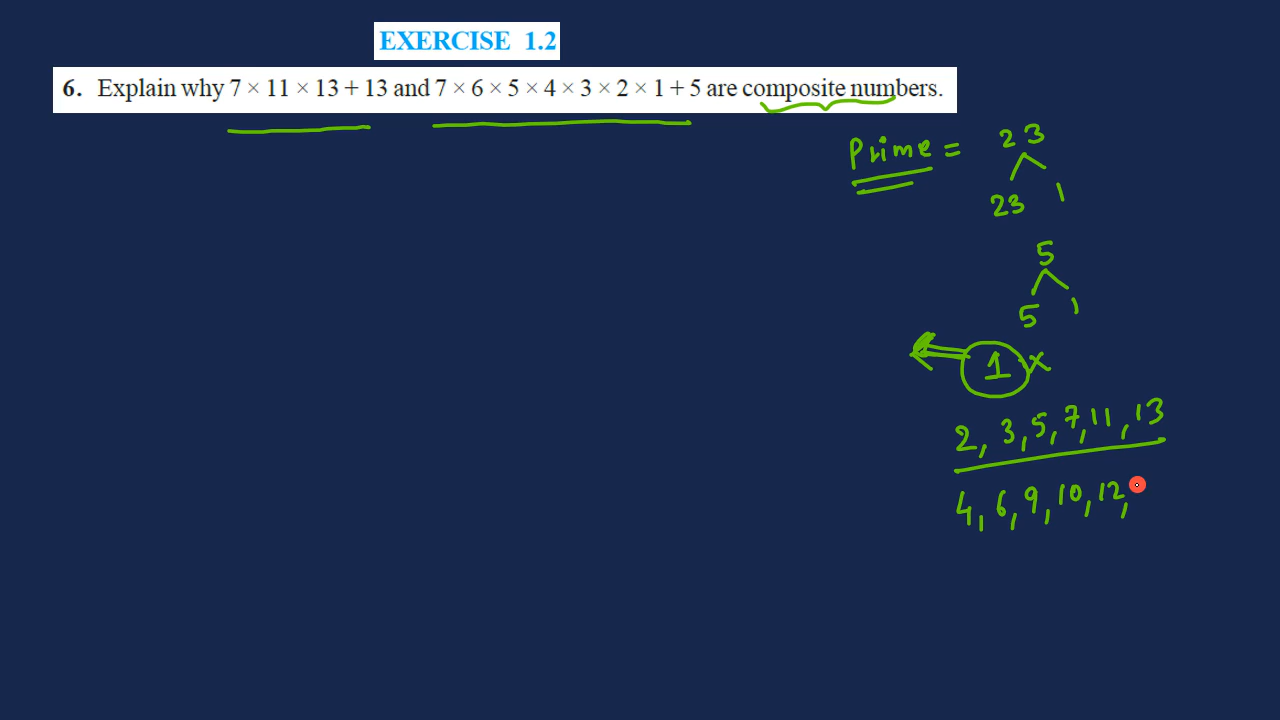 EXERCISE 1.2
6. Explain why 7 × 11 × 13 + 13 and 7 × 6 × 5 × 4 × 3 × 2 × 1 + 5 are composite numbers.
Prime = 23
23 1
5
5 1
1 ×
2, 3, 5, 7, 11, 13
4, 6, 9, 10, 12,